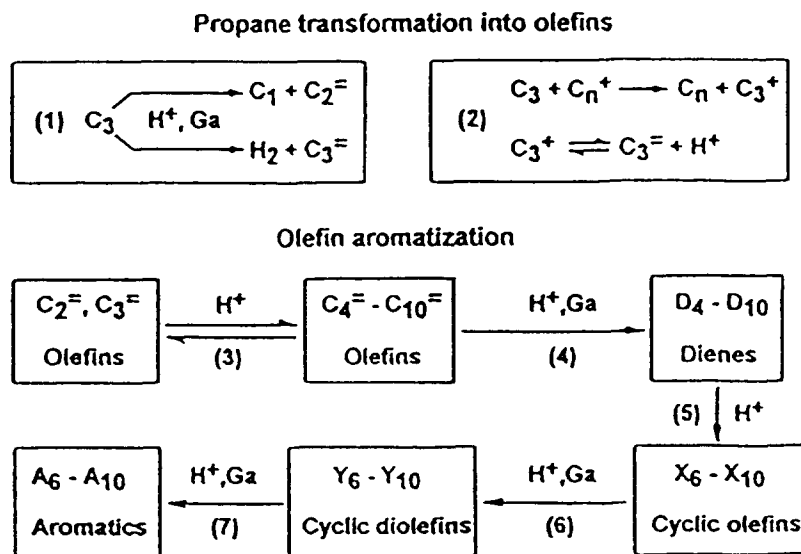 Propane transformation into olefins
(1) C₃ H⁺, Ga
C₁ + C₂⁼
H₂ + C₃⁼
(2) C₃ + Cₙ⁺ ⟶ Cₙ + C₃⁺
C₃⁺ ⇌ C₃⁼ + H⁺
Olefin aromatization
C₂⁼, C₃⁼
Olefins
H⁺
(3)
C₄⁼ - C₁₀⁼
Olefins
H⁺,Ga
(4)
D₄ - D₁₀
Dienes
(5) H⁺
A₆ - A₁₀
Aromatics
H⁺,Ga
(7)
Y₆ - Y₁₀
Cyclic diolefins
H⁺,Ga
(6)
X₆ - X₁₀
Cyclic olefins